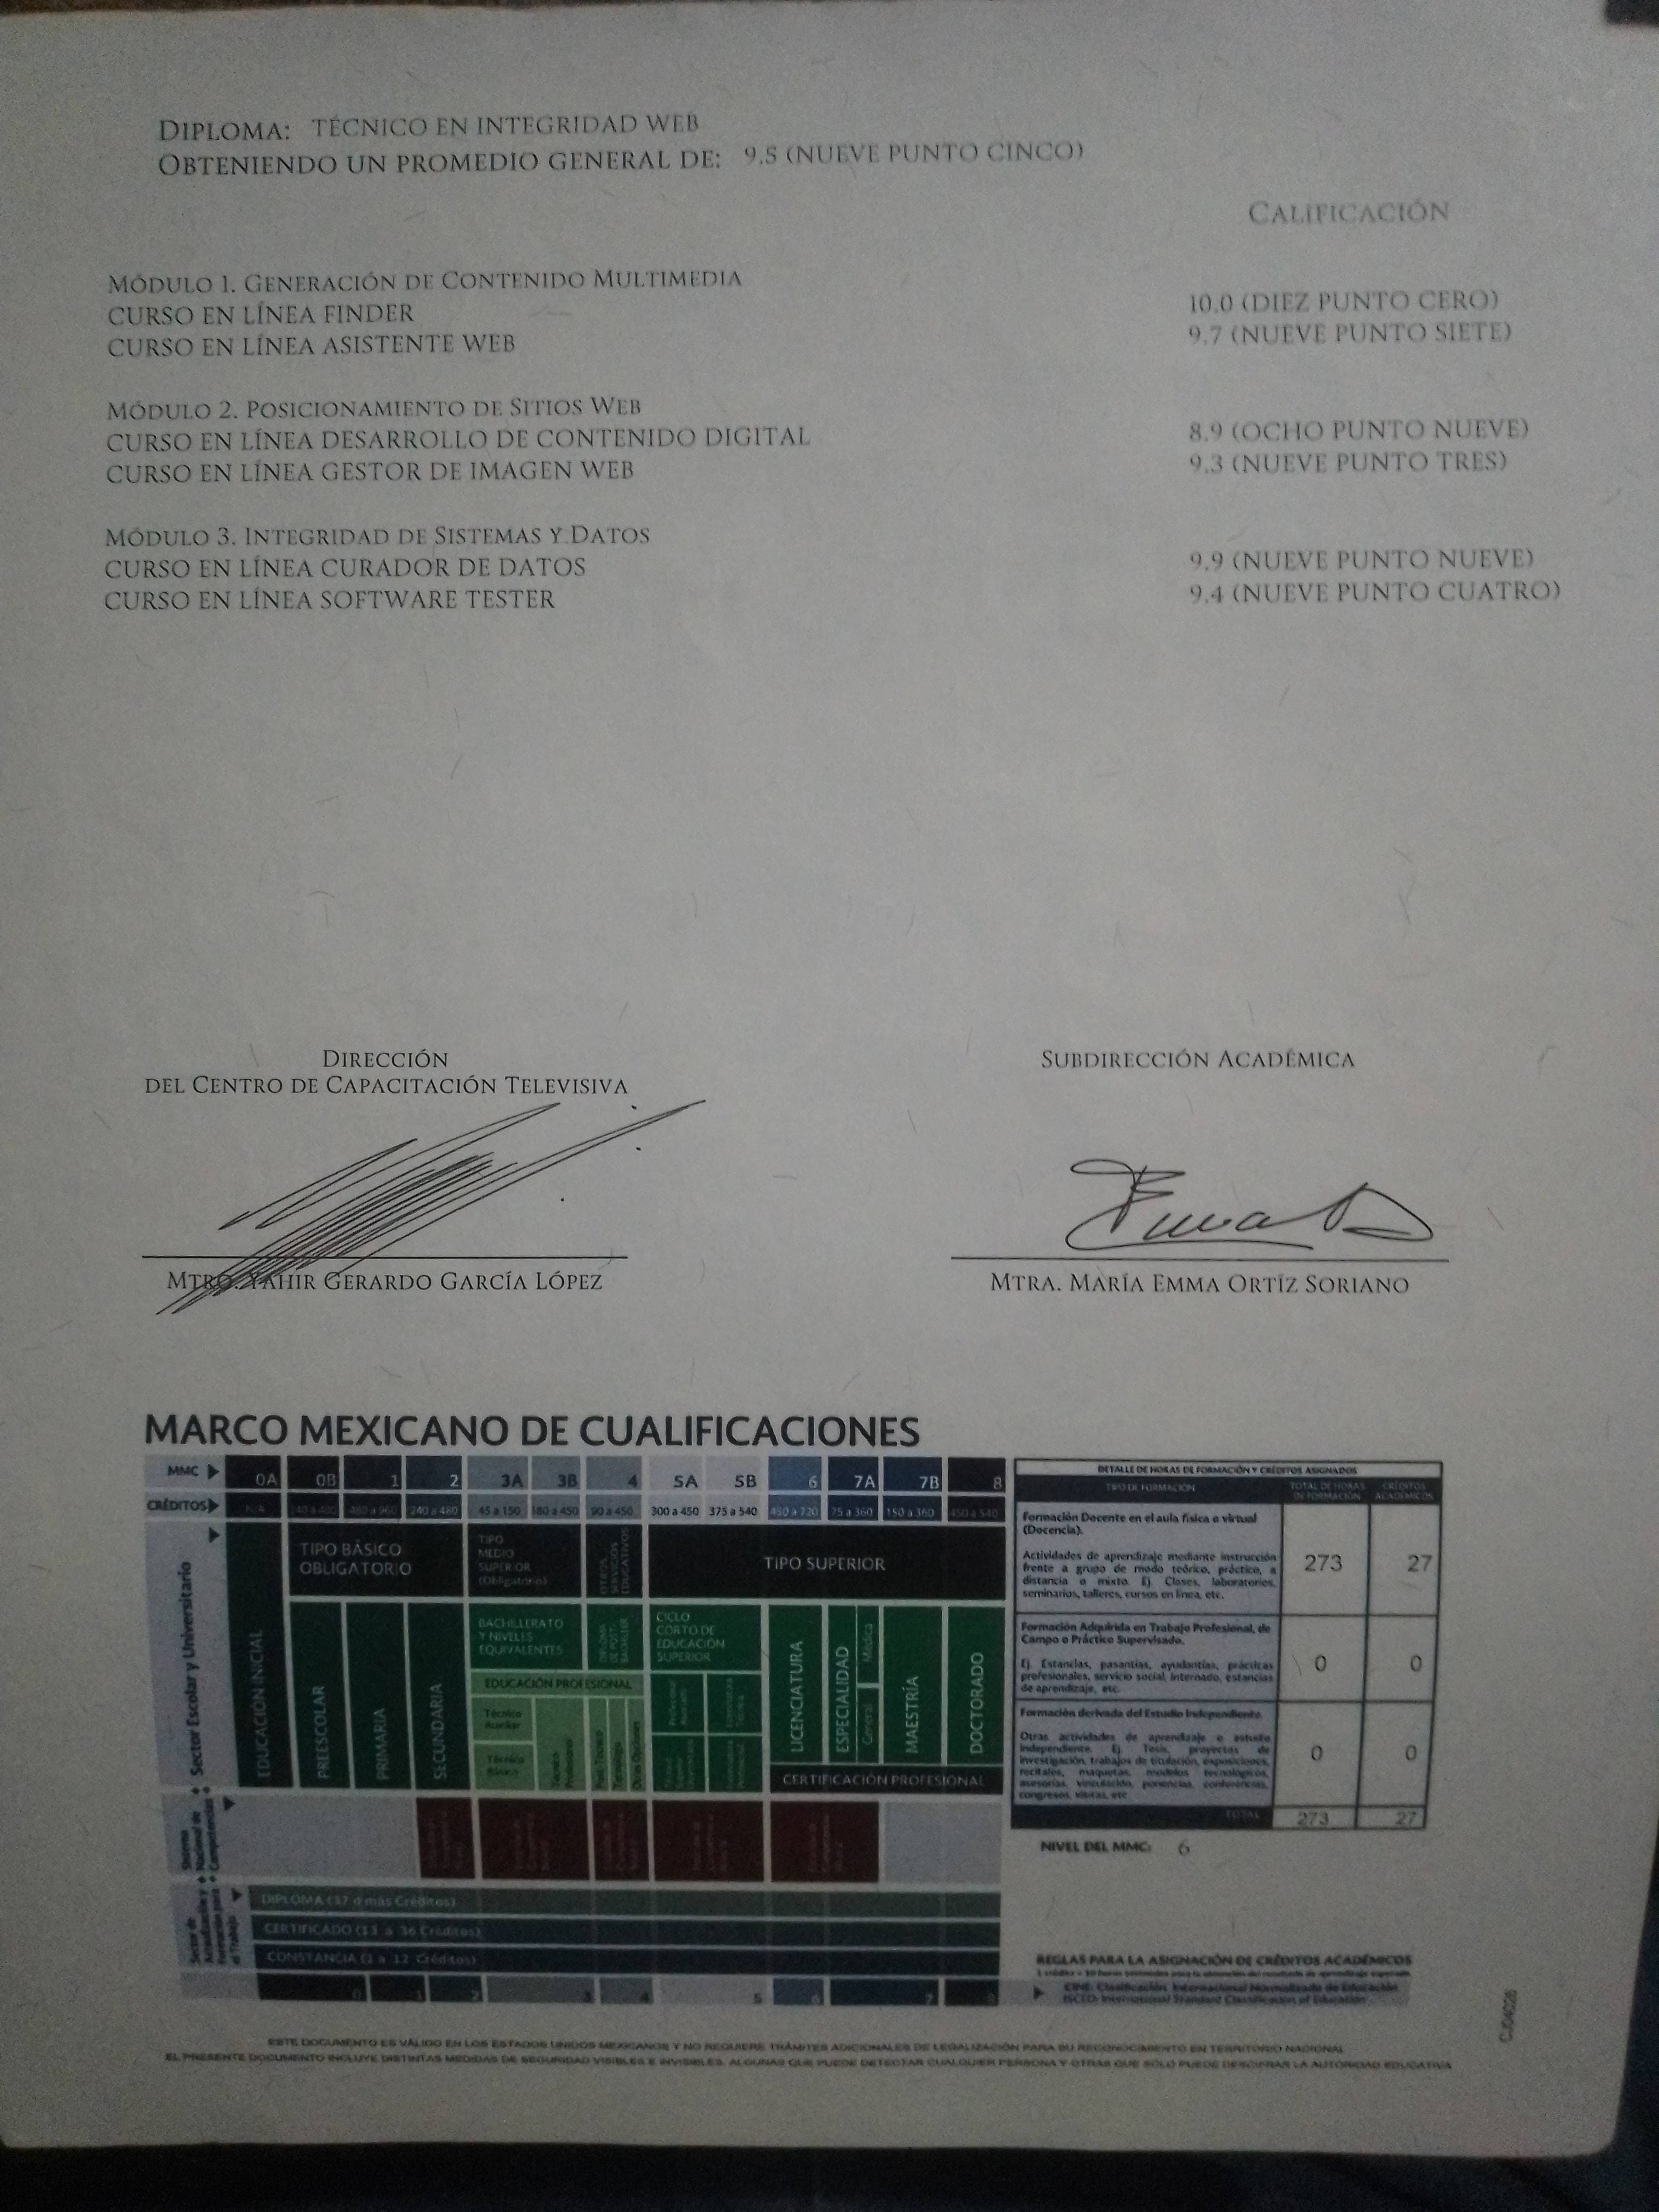 DIPLOMA: TÉCNICO EN INTEGRIDAD WEB
OBTENIENDO UN PROMEDIO GENERAL DE: 9.5 (NUEVE PUNTO CINCO)
CALIFICACIÓN
MÓDULO 1. GENERACIÓN DE CONTENIDO MULTIMEDIA
CURSO EN LÍNEA FINDER 10.0 (DIEZ PUNTO CERO)
CURSO EN LÍNEA ASISTENTE WEB 9.7 (NUEVE PUNTO SIETE)
MÓDULO 2. POSICIONAMIENTO DE SITIOS WEB
CURSO EN LÍNEA DESARROLLO DE CONTENIDO DIGITAL 8.9 (OCHO PUNTO NUEVE)
CURSO EN LÍNEA GESTOR DE IMAGEN WEB 9.3 (NUEVE PUNTO TRES)
MÓDULO 3. INTEGRIDAD DE SISTEMAS Y DATOS
CURSO EN LÍNEA CURADOR DE DATOS 9.9 (NUEVE PUNTO NUEVE)
CURSO EN LÍNEA SOFTWARE TESTER 9.4 (NUEVE PUNTO CUATRO)
DIRECCIÓN
DEL CENTRO DE CAPACITACIÓN TELEVISIVA
MTRO. YAHIR GERARDO GARCÍA LÓPEZ
SUBDIRECCIÓN ACADÉMICA
MTRA. MARÍA EMMA ORTÍZ SORIANO
MARCO MEXICANO DE CUALIFICACIONES
MMC 0A 0B 1 2 3A 3B 4 5A 5B 6 7A 7B 8
CRÉDITOS N/A 240 a 480 480 a 960 240 a 480 45 a 150 180 a 450 90 a 450 300 a 450 375 a 540 450 a 720 75 a 360 150 a 360 450 a 540
Sector Escolar y Universitario
TIPO BÁSICO
OBLIGATORIO
TIPO
MEDIO
SUPERIOR
(Obligatorio)
OTROS
SERVICIOS
EDUCATIVOS
TIPO SUPERIOR
EDUCACIÓN INICIAL
PREESCOLAR
PRIMARIA
SECUNDARIA
BACHILLERATO
Y NIVELES
EQUIVALENTES
DIPLOMA
DE POST-
BACHILLER
CICLO
CORTO DE
EDUCACIÓN
SUPERIOR
EDUCACIÓN PROFESIONAL
Técnico
Auxiliar
Técnico
Básico
LICENCIATURA
ESPECIALIDAD
Médica
General
MAESTRÍA
DOCTORADO
CERTIFICACIÓN PROFESIONAL
Sistema
Nacional de
Competencias
DIPLOMA (37 o más Créditos)
CERTIFICADO (13 a 36 Créditos)
CONSTANCIA (1 a 12 Créditos)
0 1 2 3 4 5 6 7 8
DETALLE DE HORAS DE FORMACIÓN Y CRÉDITOS ASIGNADOS
TIPO DE FORMACIÓN
TOTAL DE HORAS
DE FORMACIÓN
CRÉDITOS
ACADÉMICOS
Formación Docente en el aula física o virtual
(Docencia).
Actividades de aprendizaje mediante instrucción
frente a grupo de modo teórico, práctico, a
distancia o mixto. Ej Clases, laboratorios,
seminarios, talleres, cursos en línea, etc.
273 27
Formación Adquirida en Trabajo Profesional, de
Campo o Práctico Supervisado.
Ej. Estancias, pasantías, ayudantías, prácticas
profesionales, servicio social, internado, estancias
de aprendizaje, etc.
0 0
Formación derivada del Estudio Independiente.
Otras actividades de aprendizaje o estudio
independiente. Ej. Tesis, proyectos de
investigación, trabajos de titulación, exposiciones,
recitales, maquetas, modelos tecnológicos,
asesorías, vinculación, ponencias, conferencias,
congresos, visitas, etc
0 0
TOTAL 273 27
NIVEL DEL MMC: 6
REGLAS PARA LA ASIGNACIÓN DE CRÉDITOS ACADÉMICOS
CINE: Clasificación Internacional Normalizada de Educación
ISCED: International Standard Classification of Education
ESTE DOCUMENTO ES VÁLIDO EN LOS ESTADOS UNIDOS MEXICANOS Y NO REQUIERE TRÁMITES ADICIONALES DE LEGALIZACIÓN PARA SU RECONOCIMIENTO EN TERRITORIO NACIONAL
EL PRESENTE DOCUMENTO INCLUYE DISTINTAS MEDIDAS DE SEGURIDAD VISIBLES E INVISIBLES, ALGUNAS QUE PUEDE DETECTAR CUALQUIER PERSONA Y OTRAS QUE SÓLO PUEDE DESCIFRAR LA AUTORIDAD EDUCATIVA